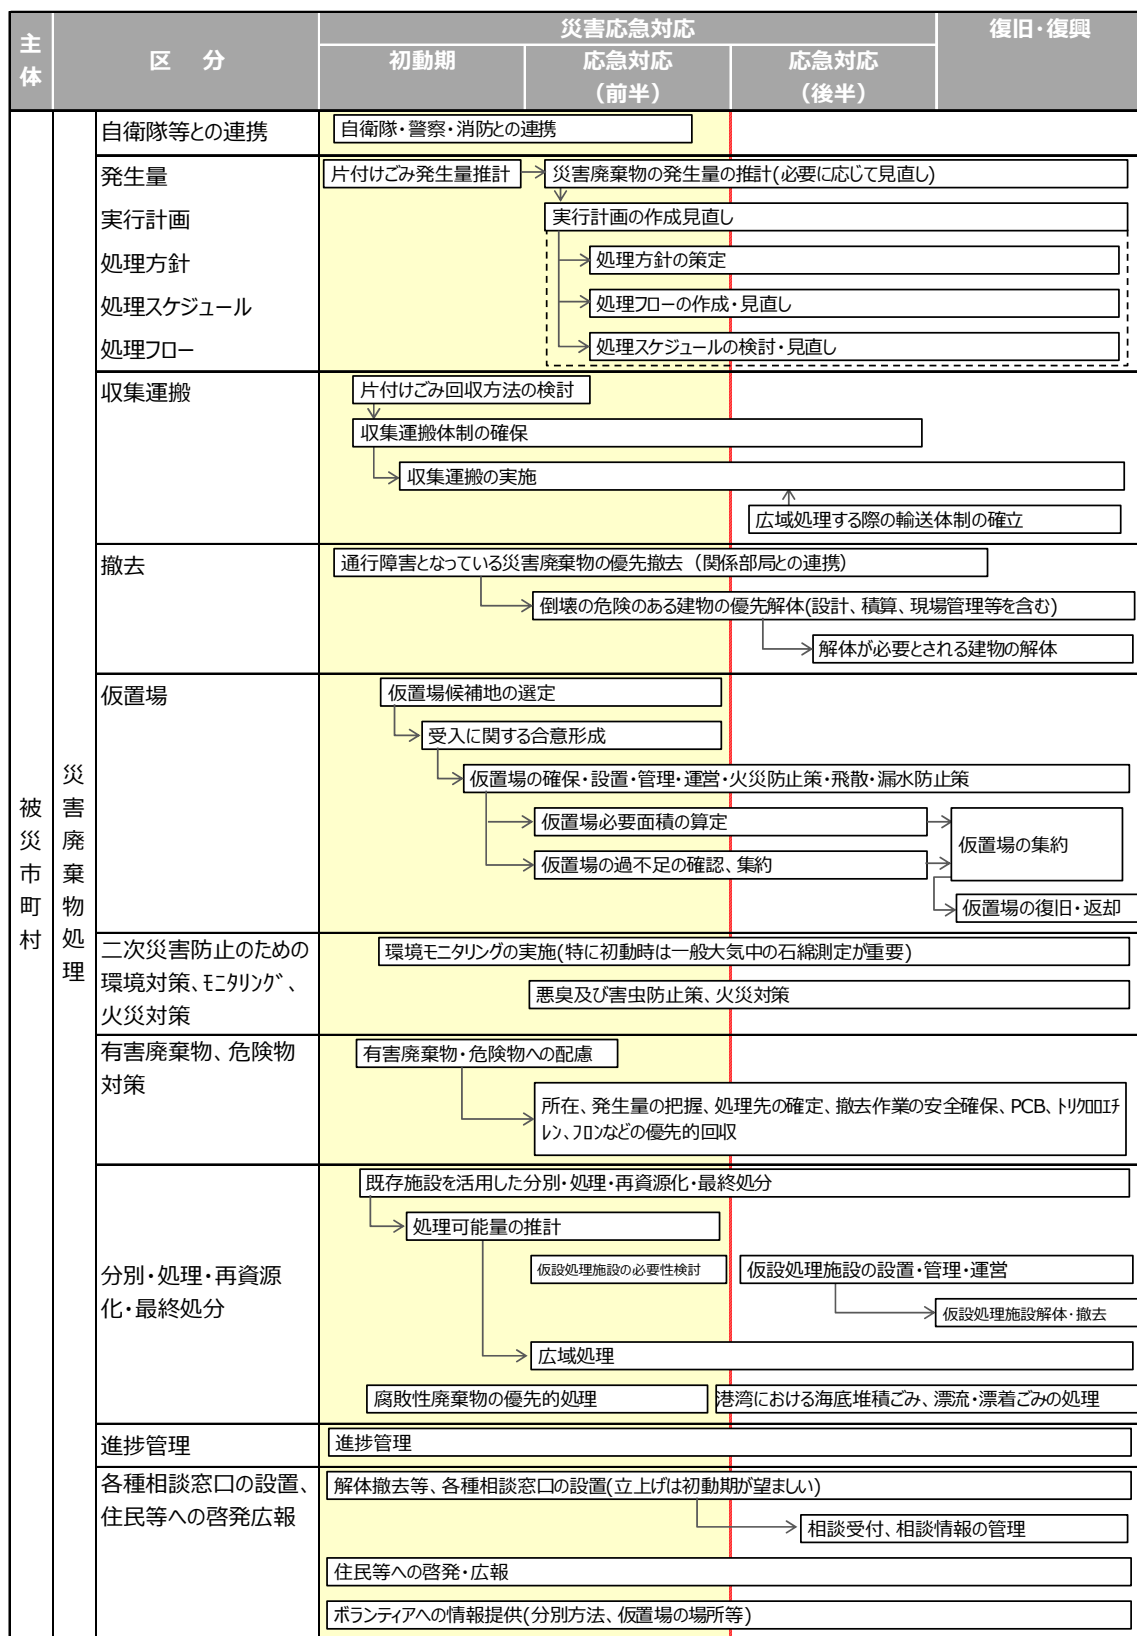 主体
区　分
災害応急対応
復旧・復興
初動期
応急対応
（前半）
応急対応
（後半）
被災市町村
災害廃棄物処理
自衛隊等との連携
自衛隊・警察・消防との連携
発生量
片付けごみ発生量推計
災害廃棄物の発生量の推計(必要に応じて見直し)
実行計画
実行計画の作成見直し
処理方針
処理方針の策定
処理スケジュール
処理フローの作成・見直し
処理フロー
処理スケジュールの検討・見直し
収集運搬
片付けごみ回収方法の検討
収集運搬体制の確保
収集運搬の実施
広域処理する際の輸送体制の確立
撤去
通行障害となっている災害廃棄物の優先撤去（関係部局との連携）
倒壊の危険のある建物の優先解体(設計、積算、現場管理等を含む)
解体が必要とされる建物の解体
仮置場
仮置場候補地の選定
受入に関する合意形成
仮置場の確保・設置・管理・運営・火災防止策・飛散・漏水防止策
仮置場必要面積の算定
仮置場の集約
仮置場の過不足の確認、集約
仮置場の復旧・返却
二次災害防止のための
環境対策、ﾓﾆﾀﾘﾝｸﾞ、
火災対策
環境モニタリングの実施(特に初動時は一般大気中の石綿測定が重要)
悪臭及び害虫防止策、火災対策
有害廃棄物、危険物
対策
有害廃棄物・危険物への配慮
所在、発生量の把握、処理先の確定、撤去作業の安全確保、PCB、ﾄﾘｸﾛﾛｴﾁ
ﾚﾝ、ﾌﾛﾝなどの優先的回収
分別・処理・再資源
化・最終処分
既存施設を活用した分別・処理・再資源化・最終処分
処理可能量の推計
仮設処理施設の必要性検討
仮設処理施設の設置・管理・運営
仮設処理施設解体・撤去
広域処理
腐敗性廃棄物の優先的処理
港湾における海底堆積ごみ、漂流・漂着ごみの処理
進捗管理
進捗管理
各種相談窓口の設置、
住民等への啓発広報
解体撤去等、各種相談窓口の設置(立上げは初動期が望ましい)
相談受付、相談情報の管理
住民等への啓発・広報
ボランティアへの情報提供(分別方法、仮置場の場所等)